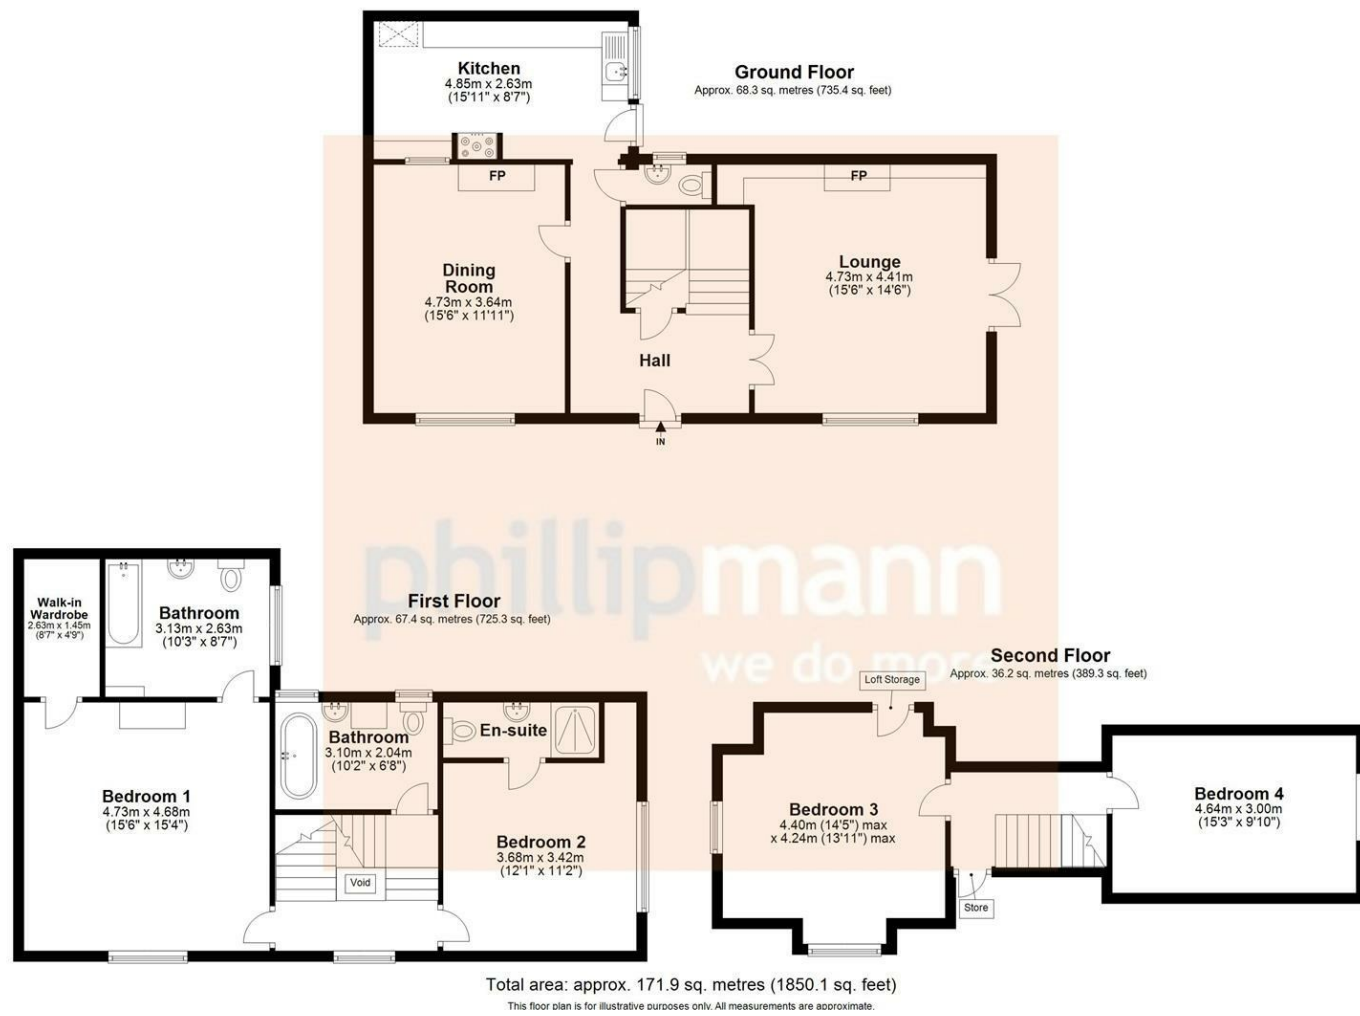 Kitchen
4.85m x 2.63m
(15'11" x 8'7")
Ground Floor
Approx. 68.3 sq. metres (735.4 sq. feet)
FP
FP
Dining
Room
4.73m x 3.64m
(15'6" x 11'11")
Lounge
4.73m x 4.41m
(15'6" x 14'6")
Hall
IN
phillipmann
we do more
First Floor
Approx. 67.4 sq. metres (725.3 sq. feet)
Walk-in
Wardrobe
2.63m x 1.45m
(8'7" x 4'9")
Bathroom
3.13m x 2.63m
(10'3" x 8'7")
Bathroom
3.10m x 2.04m
(10'2" x 6'8")
En-suite
Bedroom 1
4.73m x 4.68m
(15'6" x 15'4")
Bedroom 2
3.68m x 3.42m
(12'1" x 11'2")
Void
Second Floor
Approx. 36.2 sq. metres (389.3 sq. feet)
Loft Storage
Bedroom 3
4.40m (14'5") max
x 4.24m (13'11") max
Bedroom 4
4.64m x 3.00m
(15'3" x 9'10")
Store
Total area: approx. 171.9 sq. metres (1850.1 sq. feet)
This floor plan is for illustrative purposes only. All measurements are approximate.